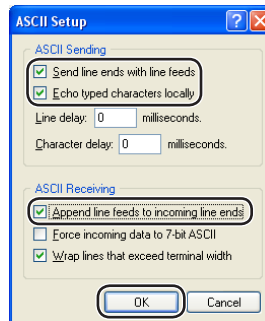 ASCII Setup
ASCII Sending
Send line ends with line feeds
Echo typed characters locally
Line delay: 0 milliseconds.
Character delay: 0 milliseconds.
ASCII Receiving
Append line feeds to incoming line ends
Force incoming data to 7-bit ASCII
Wrap lines that exceed terminal width
OK Cancel